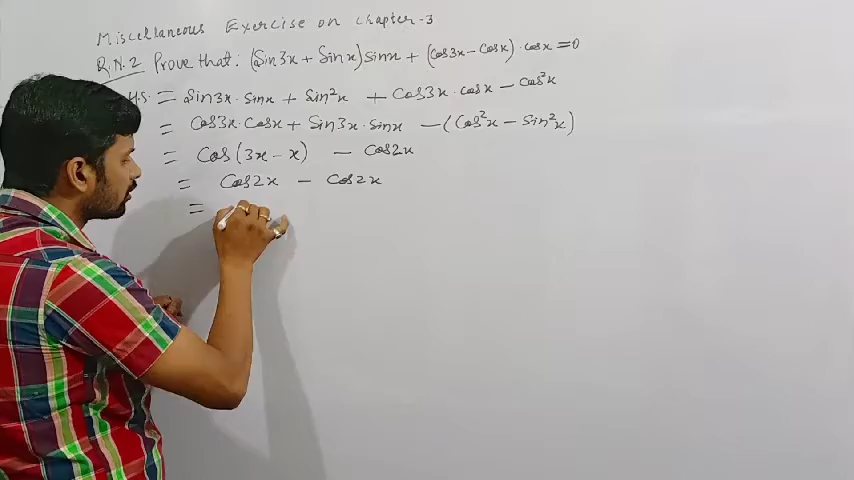 Miscellaneous Exercise on chapter-3
Q.N.2 Prove that: (Sin3x + Sinx)sinx + (Cos3x - Cosx)·cosx = 0
H.S. = Sin3x·Sinx + Sin²x + Cos3x·cosx - Cos²x
= Cos3x·Cosx + Sin3x·sinx - (Cos²x - Sin²x)
= Cos(3x - x) - Cos2x
= Cos2x - Cos2x
=